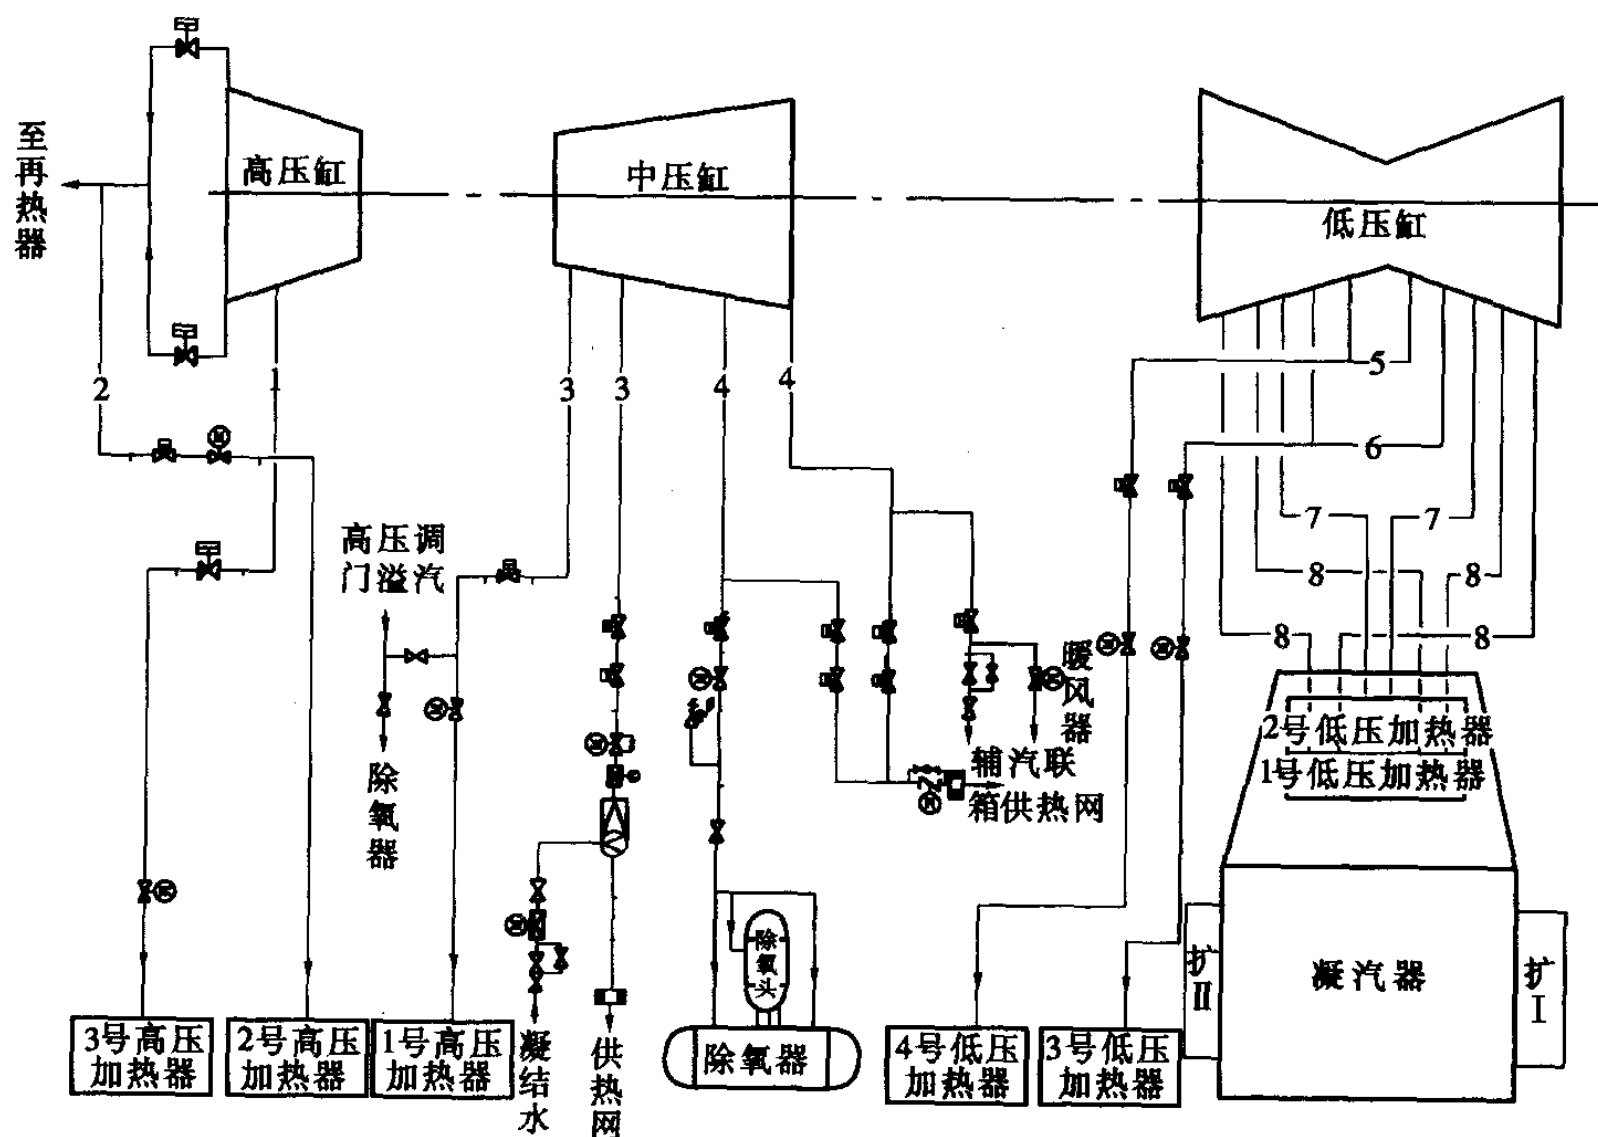 至再热器
高压缸
中压缸
低压缸
2
1
3
3
4
4
5
6
7
7
8
8
8
8
高压调
门溢汽
除氧器
暖风器
辅汽联
箱供热网
2号低压加热器
1号低压加热器
除氧头
扩II
凝汽器
扩I
3号高压
加热器
2号高压
加热器
1号高压
加热器
凝结水
供热网
除氧器
4号低压
加热器
3号低压
加热器